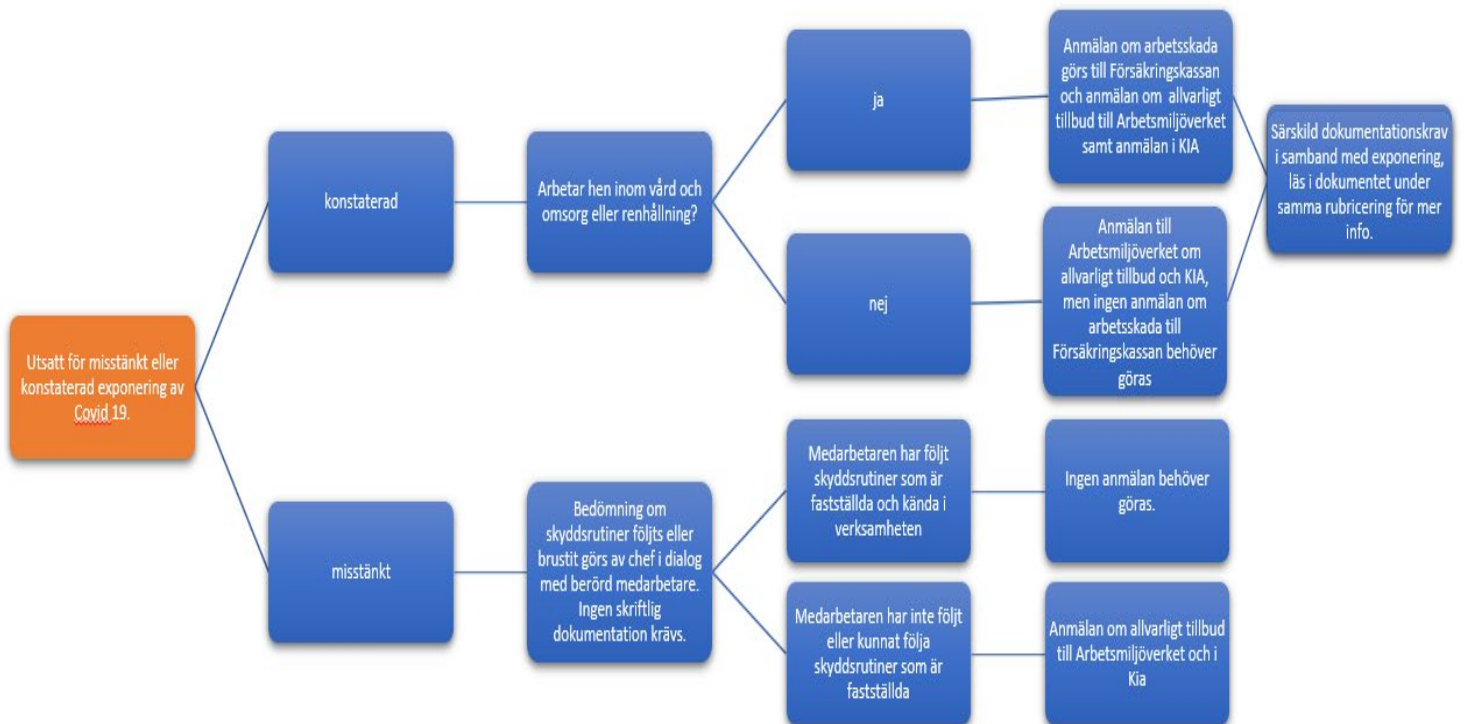 Utsatt för misstänkt eller
konstaterad exponering av
Covid 19.
konstaterad
Arbetar hen inom vård och
omsorg eller renhållning?
ja
Anmälan om arbetsskada
görs till Försäkringskassan
och anmälan om allvarligt
tillbud till Arbetsmiljöverket
samt anmälan i KIA
nej
Anmälan till
Arbetsmiljöverket om
allvarligt tillbud och KIA,
men ingen anmälan om
arbetsskada till
Försäkringskassan behöver
göras
Särskild dokumentationskrav
i samband med exponering,
läs i dokumentet under
samma rubricering för mer
info.
misstänkt
Bedömning om
skyddsrutiner följts eller
brustit görs av chef i dialog
med berörd medarbetare.
Ingen skriftlig
dokumentation krävs.
Medarbetaren har följt
skyddsrutiner som är
fastställda och kända i
verksamheten
Ingen anmälan behöver
göras.
Medarbetaren har inte följt
eller kunnat följa
skyddsrutiner som är
fastställda
Anmälan om allvarligt tillbud
till Arbetsmiljöverket och i
Kia